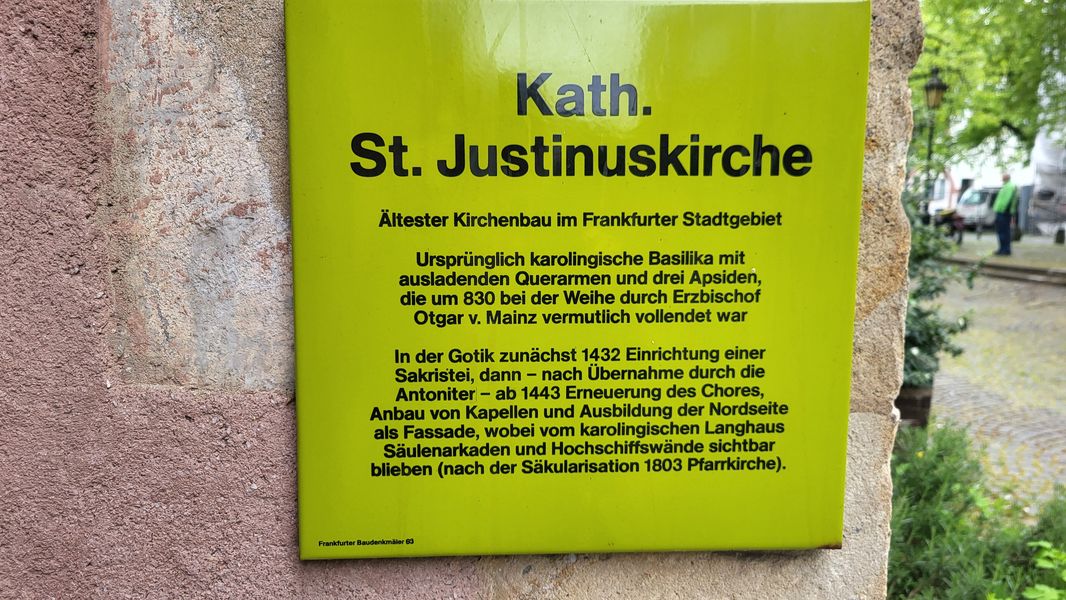 Kath.
St. Justinuskirche
Ältester Kirchenbau im Frankfurter Stadtgebiet
Ursprünglich karolingische Basilika mit
ausladenden Querarmen und drei Apsiden,
die um 830 bei der Weihe durch Erzbischof
Otgar v. Mainz vermutlich vollendet war
In der Gotik zunächst 1432 Einrichtung einer
Sakristei, dann – nach Übernahme durch die
Antoniter – ab 1443 Erneuerung des Chores,
Anbau von Kapellen und Ausbildung der Nordseite
als Fassade, wobei vom karolingischen Langhaus
Säulenarkaden und Hochschiffswände sichtbar
blieben (nach der Säkularisation 1803 Pfarrkirche).
Frankfurter Baudenkmäler 63